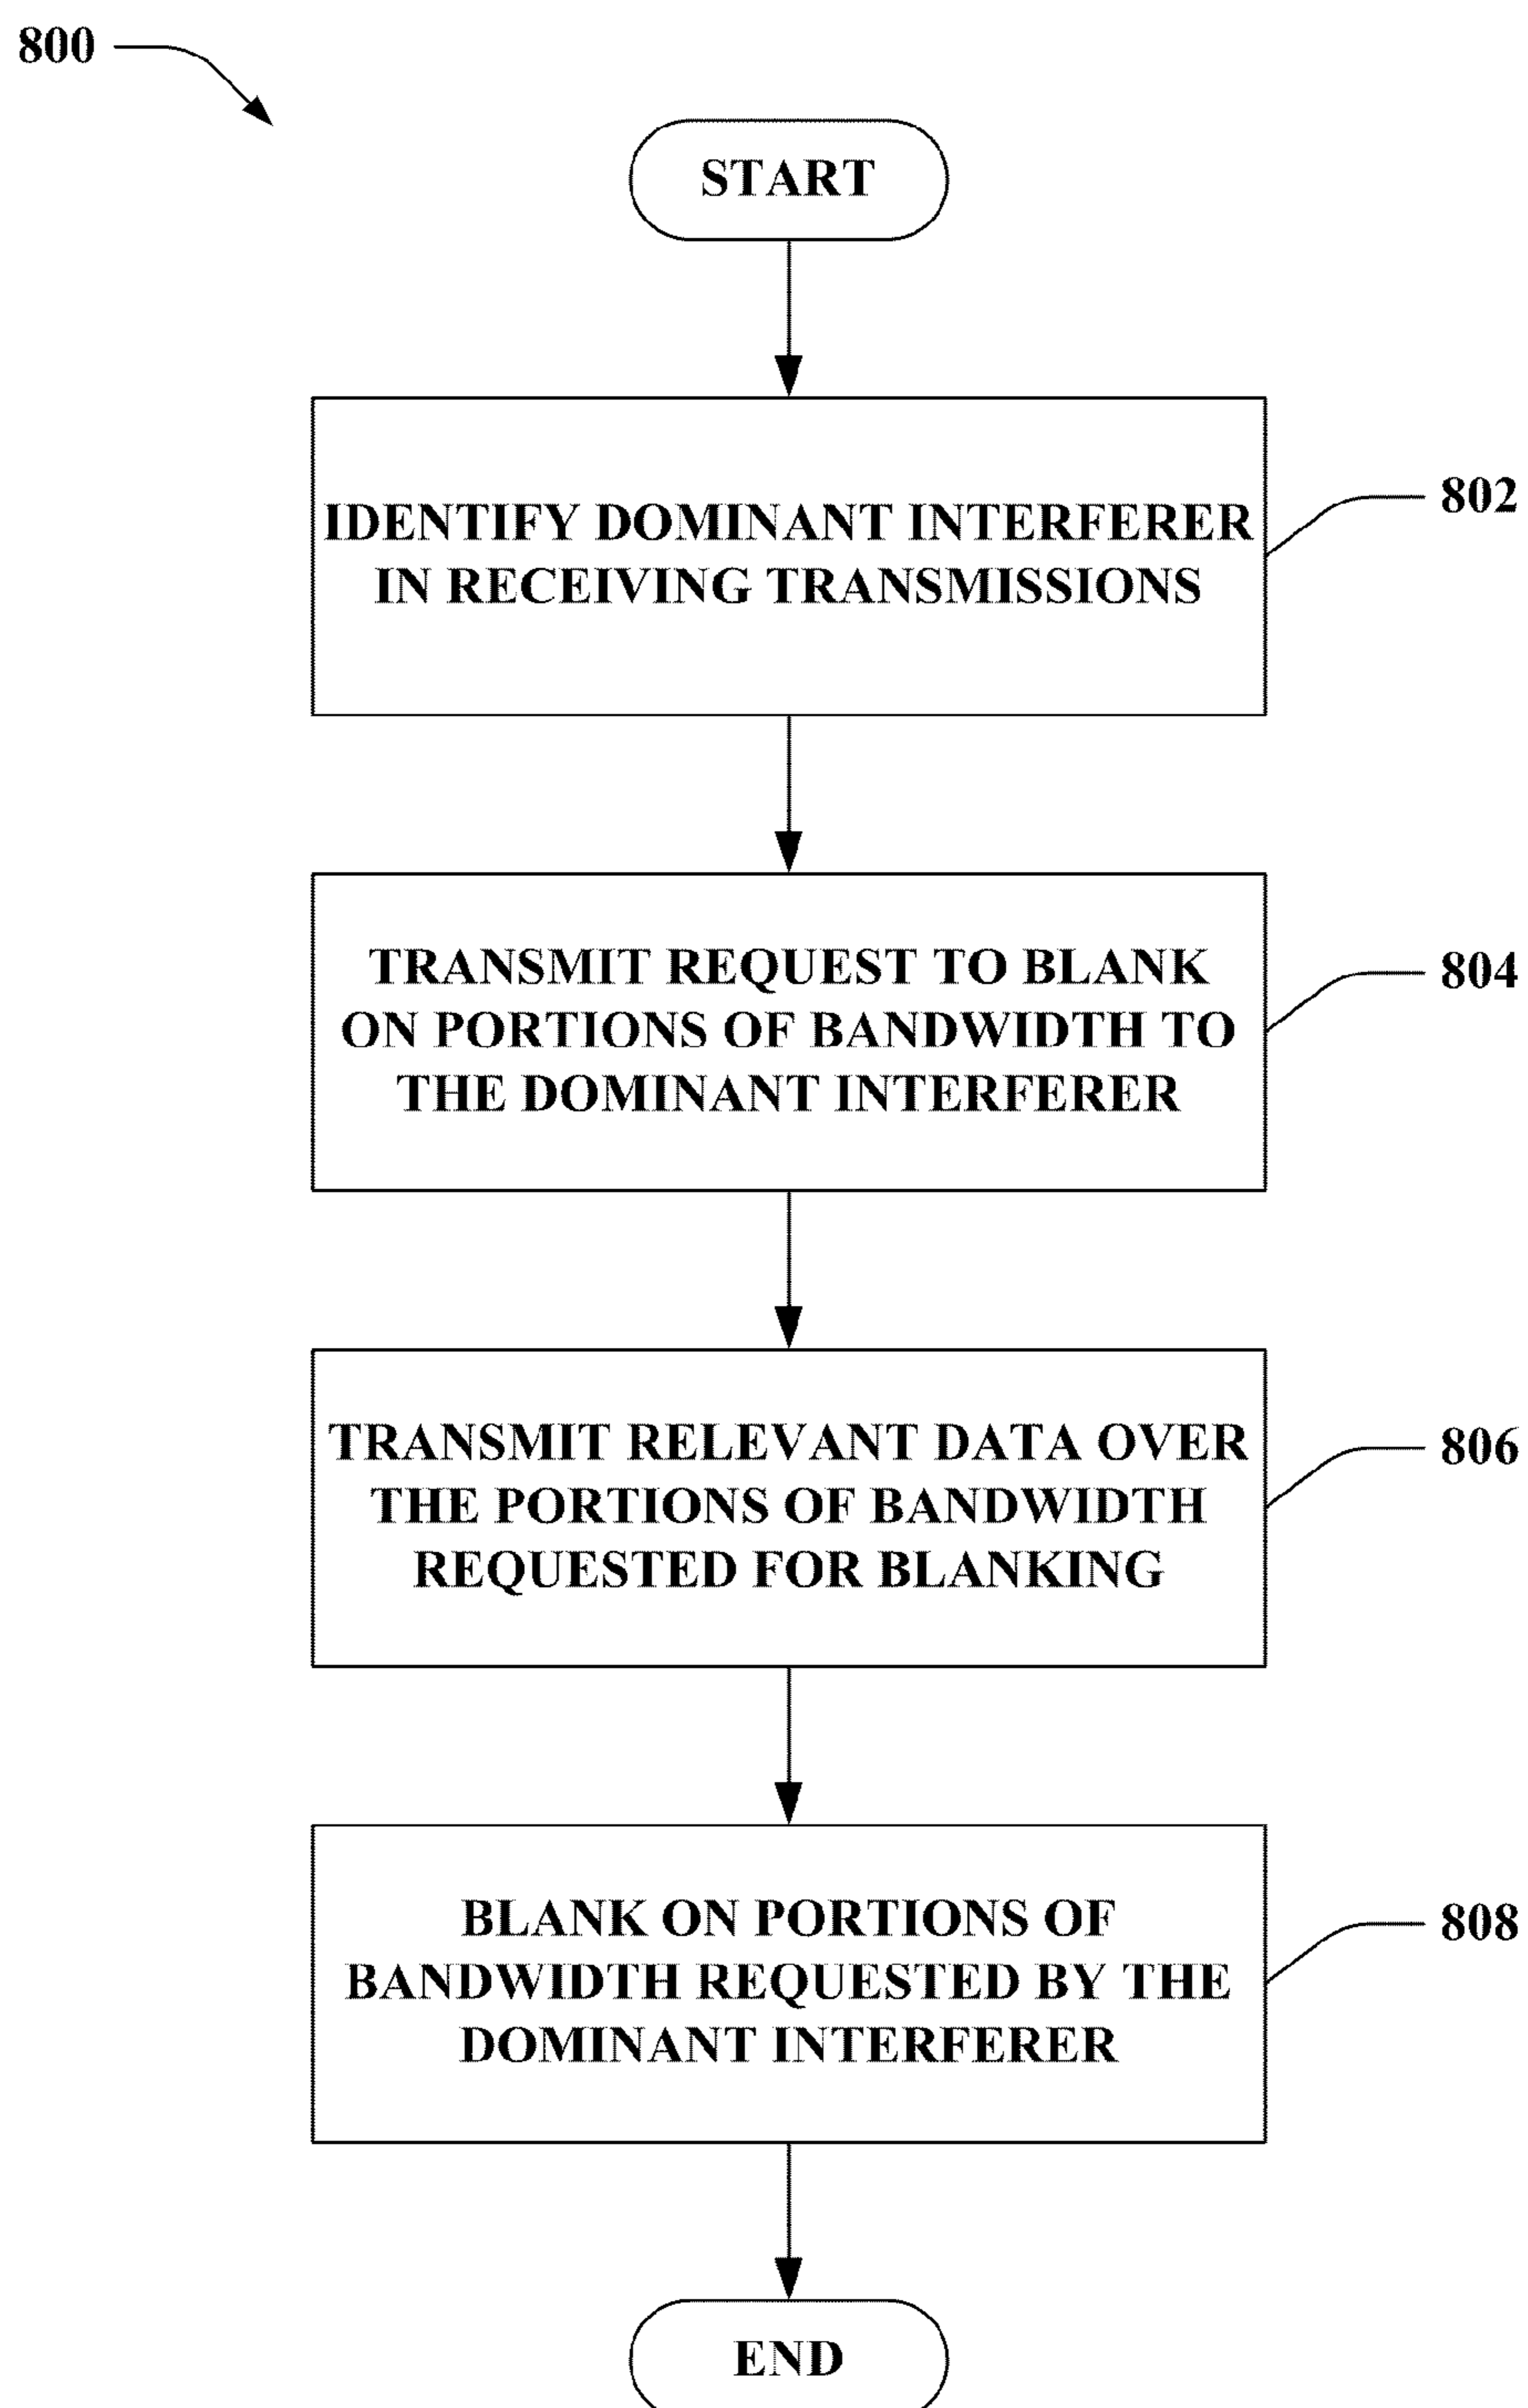 800
START
IDENTIFY DOMINANT INTERFERER
IN RECEIVING TRANSMISSIONS
802
TRANSMIT REQUEST TO BLANK
ON PORTIONS OF BANDWIDTH TO
THE DOMINANT INTERFERER
804
TRANSMIT RELEVANT DATA OVER
THE PORTIONS OF BANDWIDTH
REQUESTED FOR BLANKING
806
BLANK ON PORTIONS OF
BANDWIDTH REQUESTED BY THE
DOMINANT INTERFERER
808
END